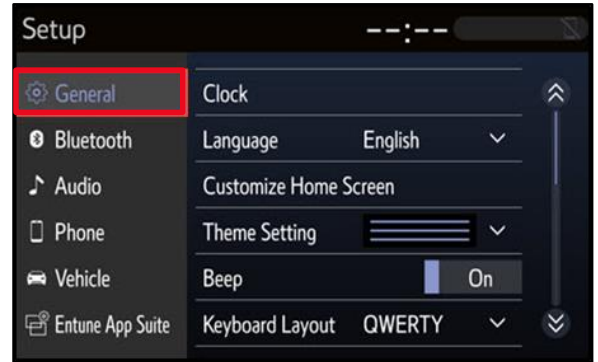 Setup --:--
General
Clock
Bluetooth
Language English
Audio
Customize Home Screen
Phone
Theme Setting
Vehicle
Beep On
Entune App Suite
Keyboard Layout QWERTY